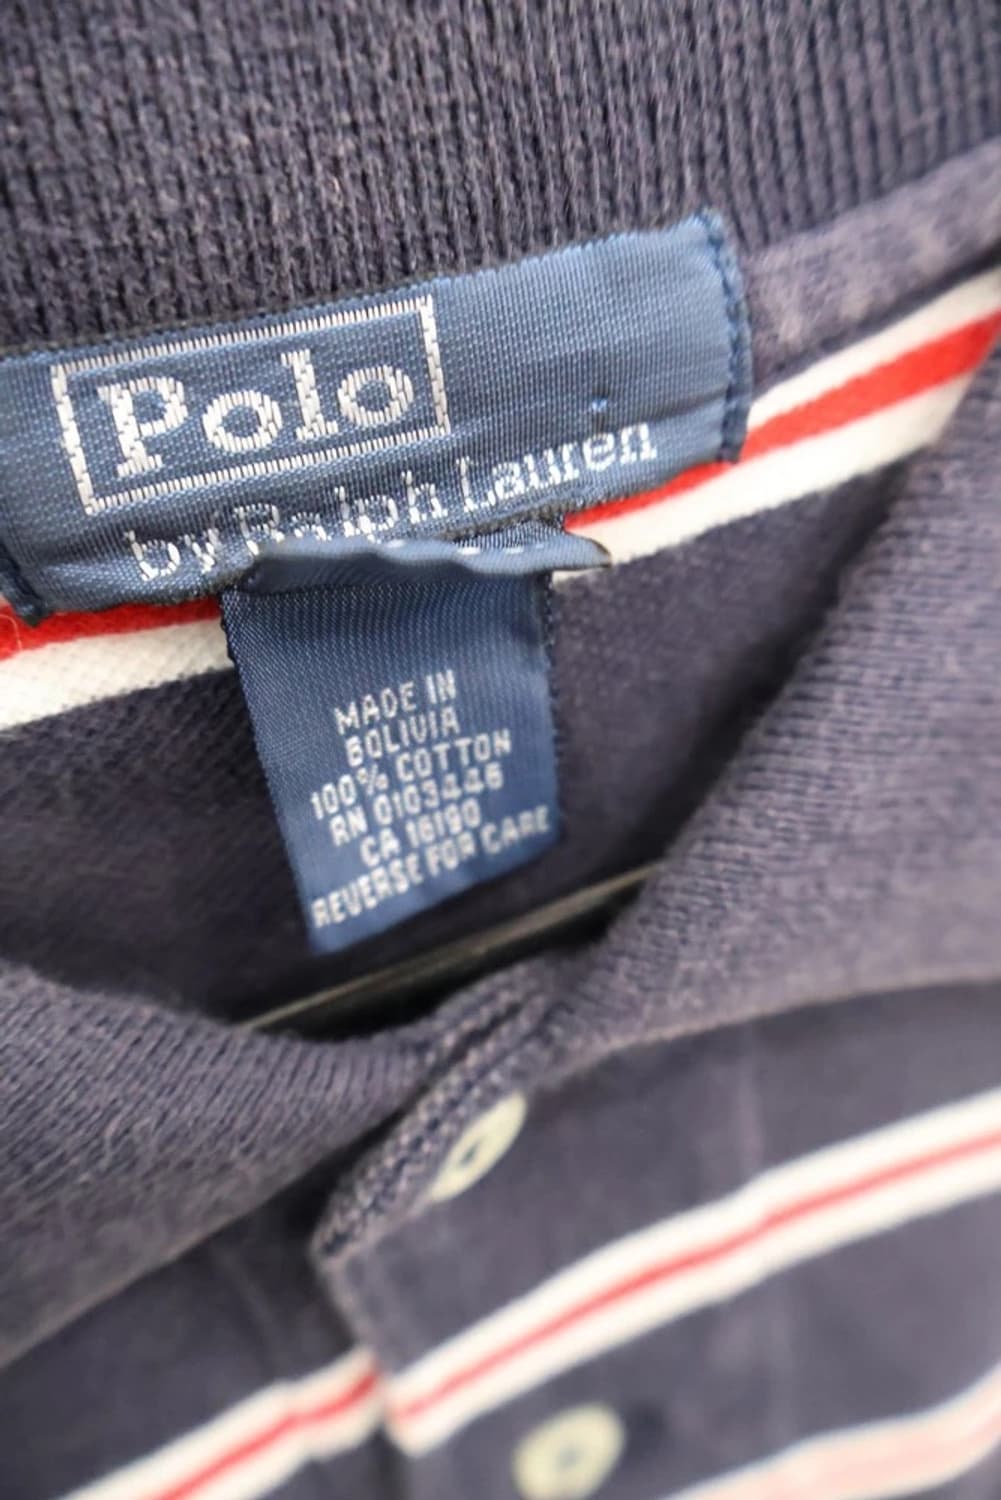 Polo
by Ralph Lauren
MADE IN
BOLIVIA
100% COTTON
RN 0103446
CA 16190
REVERSE FOR CARE